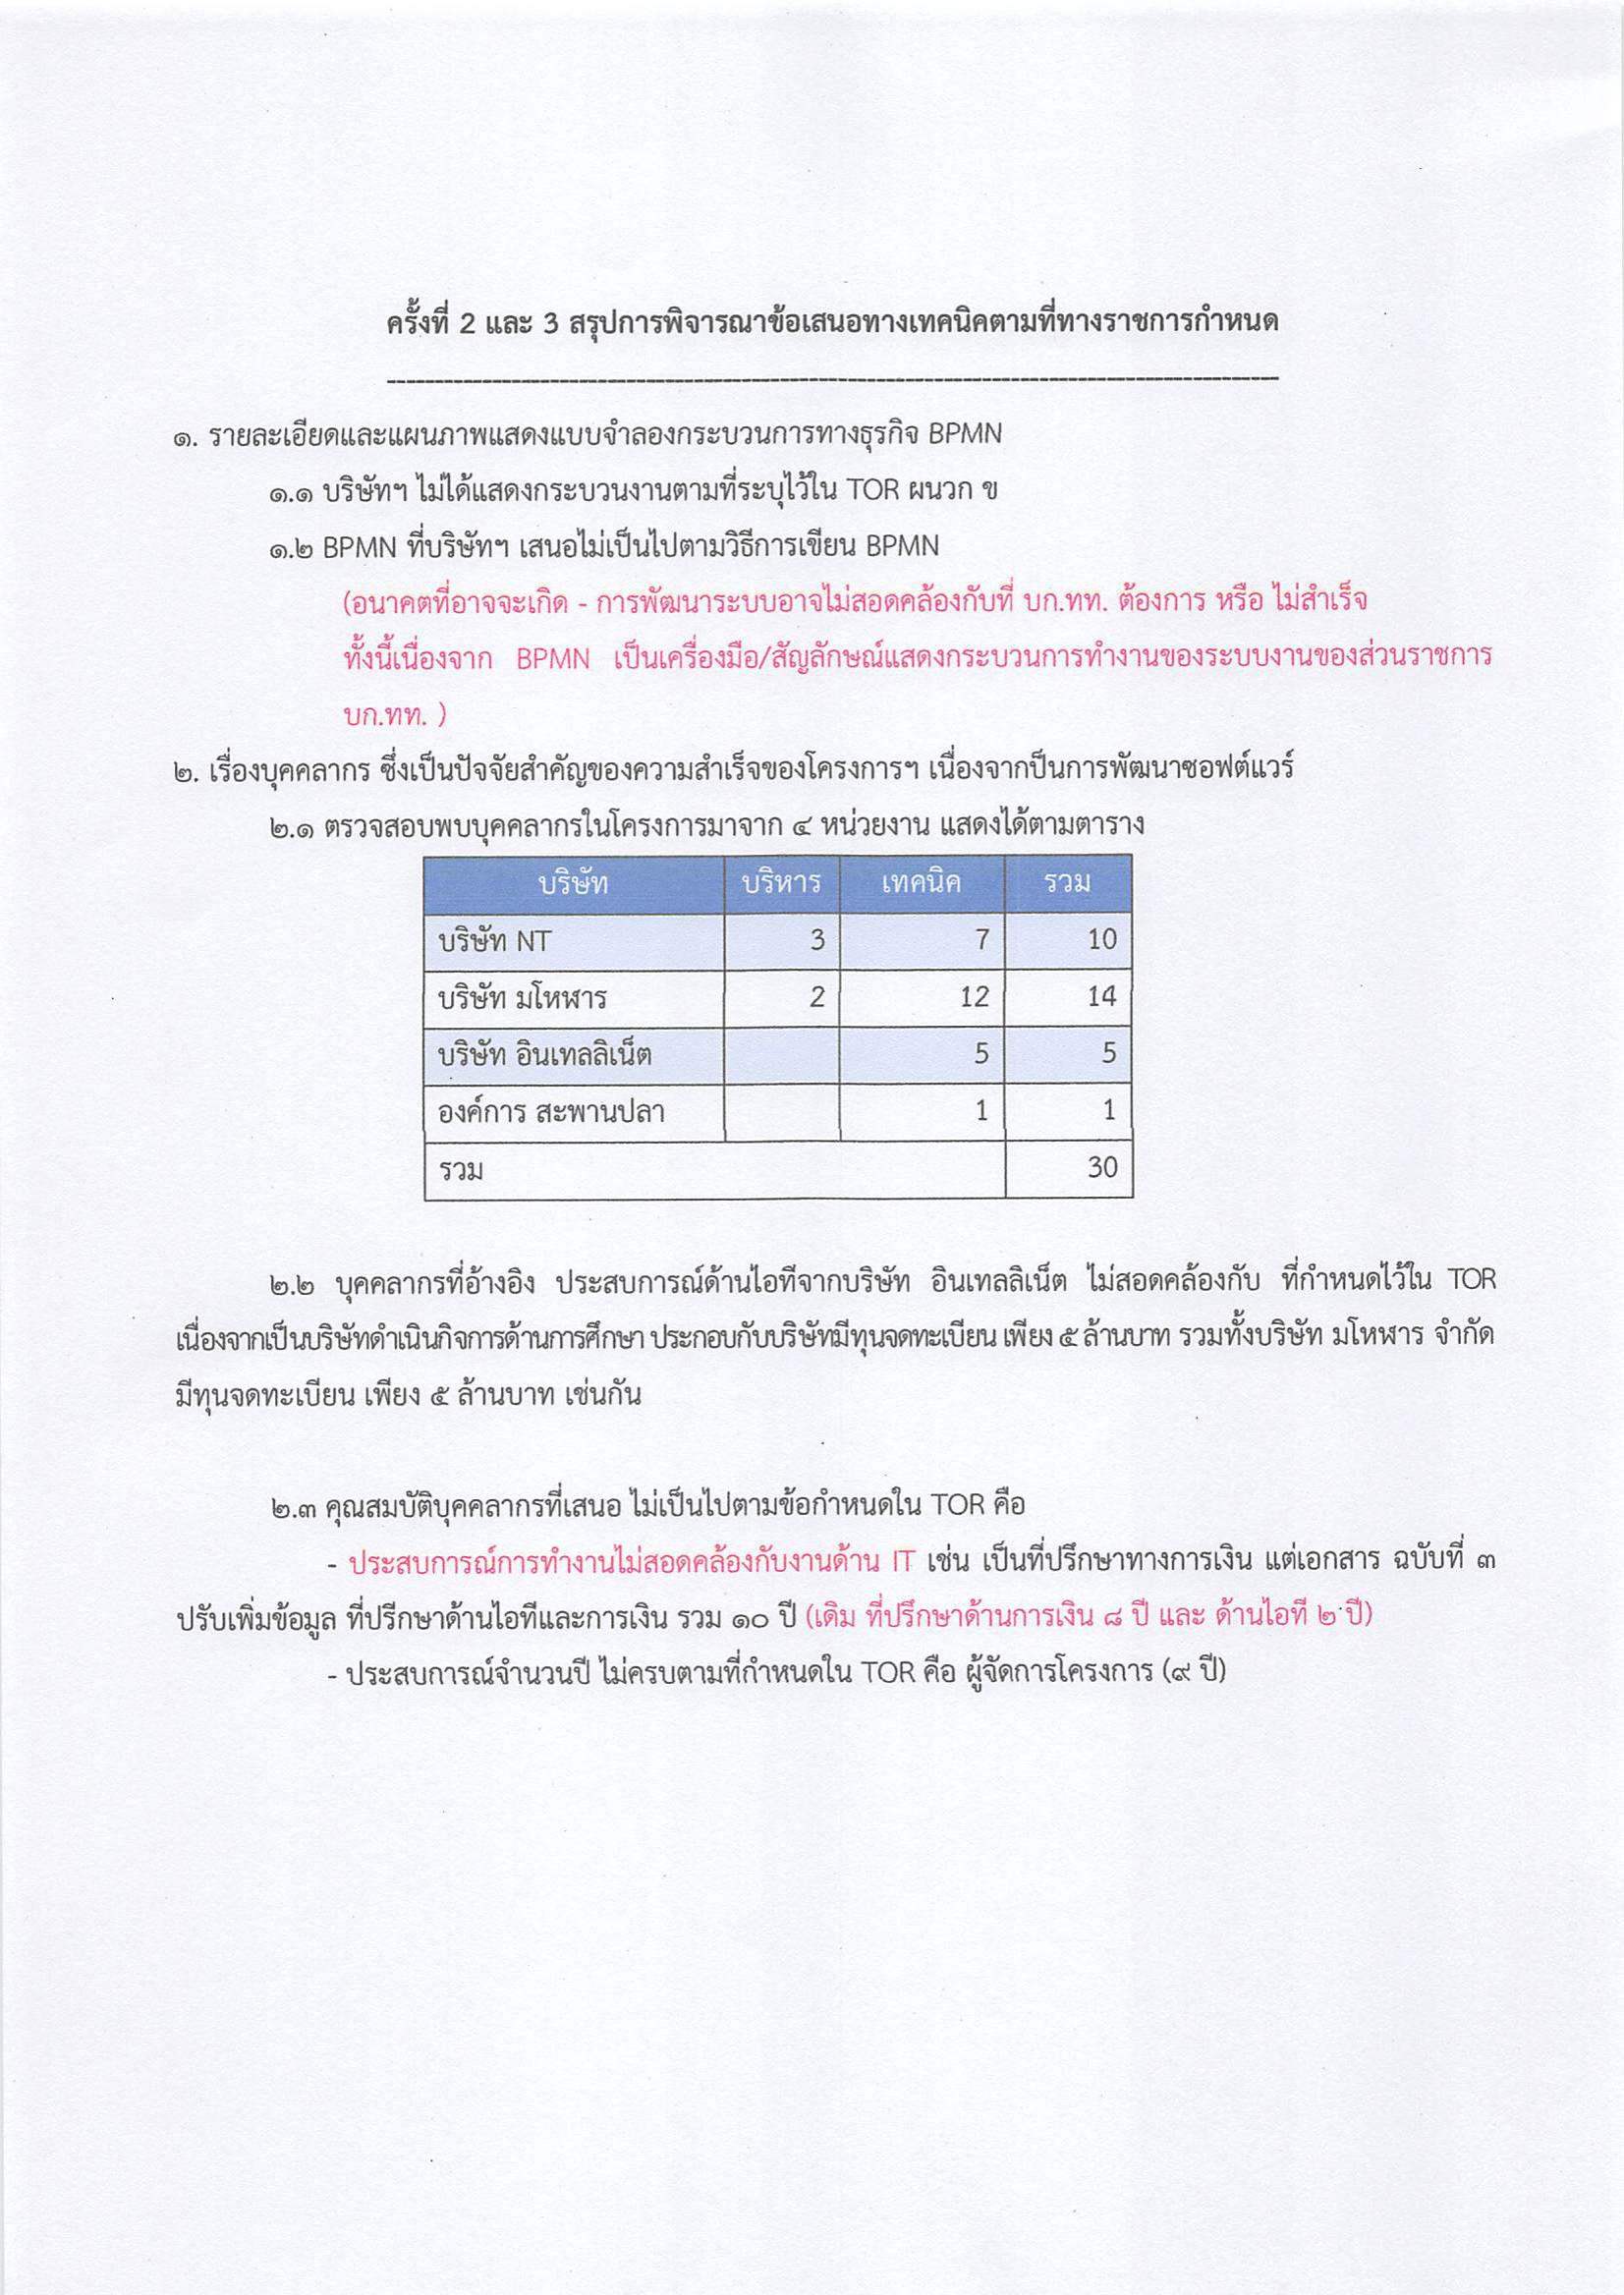 ครั้งที่ 2 และ 3 สรุปการพิจารณาข้อเสนอทางเทคนิคตามที่ทางราชการกำหนด
๑. รายละเอียดและแผนภาพแสดงแบบจำลองกระบวนการทางธุรกิจ BPMN
๑.๑ บริษัทฯ ไม่ได้แสดงกระบวนงานตามที่ระบุไว้ใน TOR ผนวก ข
๑.๒ BPMN ที่บริษัทฯ เสนอไม่เป็นไปตามวิธีการเขียน BPMN
(อนาคตที่อาจจะเกิด - การพัฒนาระบบอาจไม่สอดคล้องกับที่ บก.ทท. ต้องการ หรือ ไม่สำเร็จ
ทั้งนี้เนื่องจาก BPMN เป็นเครื่องมือ/สัญลักษณ์แสดงกระบวนการทำงานของระบบงานของส่วนราชการ
บก.ทท. )
๒. เรื่องบุคคลากร ซึ่งเป็นปัจจัยสำคัญของความสำเร็จของโครงการฯ เนื่องจากป็นการพัฒนาซอฟต์แวร์
๒.๑ ตรวจสอบพบบุคคลากรในโครงการมาจาก ๔ หน่วยงาน แสดงได้ตามตาราง
บริษัท บริหาร เทคนิค รวม
บริษัท NT 3 7 10
บริษัท มโหฬาร 2 12 14
บริษัท อินเทลลิเน็ต 5 5
องค์การ สะพานปลา 1 1
รวม 30
๒.๒ บุคคลากรที่อ้างอิง ประสบการณ์ด้านไอทีจากบริษัท อินเทลลิเน็ต ไม่สอดคล้องกับ ที่กำหนดไว้ใน TOR
เนื่องจากเป็นบริษัทดำเนินกิจการด้านการศึกษา ประกอบกับบริษัทมีทุนจดทะเบียน เพียง ๕ ล้านบาท รวมทั้งบริษัท มโหฬาร จำกัด
มีทุนจดทะเบียน เพียง ๕ ล้านบาท เช่นกัน
๒.๓ คุณสมบัติบุคคลากรที่เสนอ ไม่เป็นไปตามข้อกำหนดใน TOR คือ
- ประสบการณ์การทำงานไม่สอดคล้องกับงานด้าน IT เช่น เป็นที่ปรึกษาทางการเงิน แต่เอกสาร ฉบับที่ ๓
ปรับเพิ่มข้อมูล ที่ปรึกษาด้านไอทีและการเงิน รวม ๑๐ ปี (เดิม ที่ปรึกษาด้านการเงิน ๘ ปี และ ด้านไอที ๒ ปี)
- ประสบการณ์จำนวนปี ไม่ครบตามที่กำหนดใน TOR คือ ผู้จัดการโครงการ (๙ ปี)